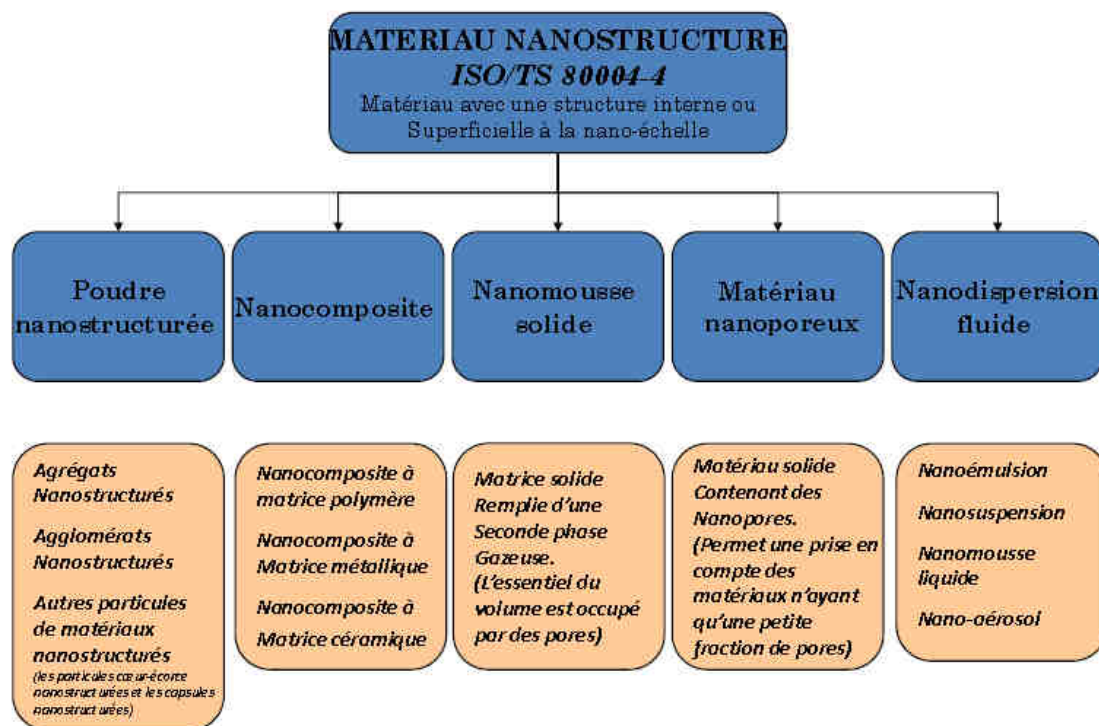 MATERIAU NANOSTRUCTURE
ISO/TS 80004-4
Matériau avec une structure interne ou
Superficielle à la nano-échelle
Poudre
nanostructurée
Nanocomposite
Nanomousse
solide
Matériau
nanoporeux
Nanodispersion
fluide
Agrégats
Nanostructurés
Agglomérats
Nanostructurés
Autres particules
de matériaux
nanostructurés
(les particules cœur-écorce
nanostructurées et les capsules
nanostructurées)
Nanocomposite à
matrice polymère
Nanocomposite à
Matrice métallique
Nanocomposite à
Matrice céramique
Matrice solide
Remplie d'une
Seconde phase
Gazeuse.
(L'essentiel du
volume est occupé
par des pores)
Matériau solide
Contenant des
Nanopores.
(Permet une prise en
compte des
matériaux n'ayant
qu'une petite
fraction de pores)
Nanoémulsion
Nanosuspension
Nanomousse
liquide
Nano-aérosol